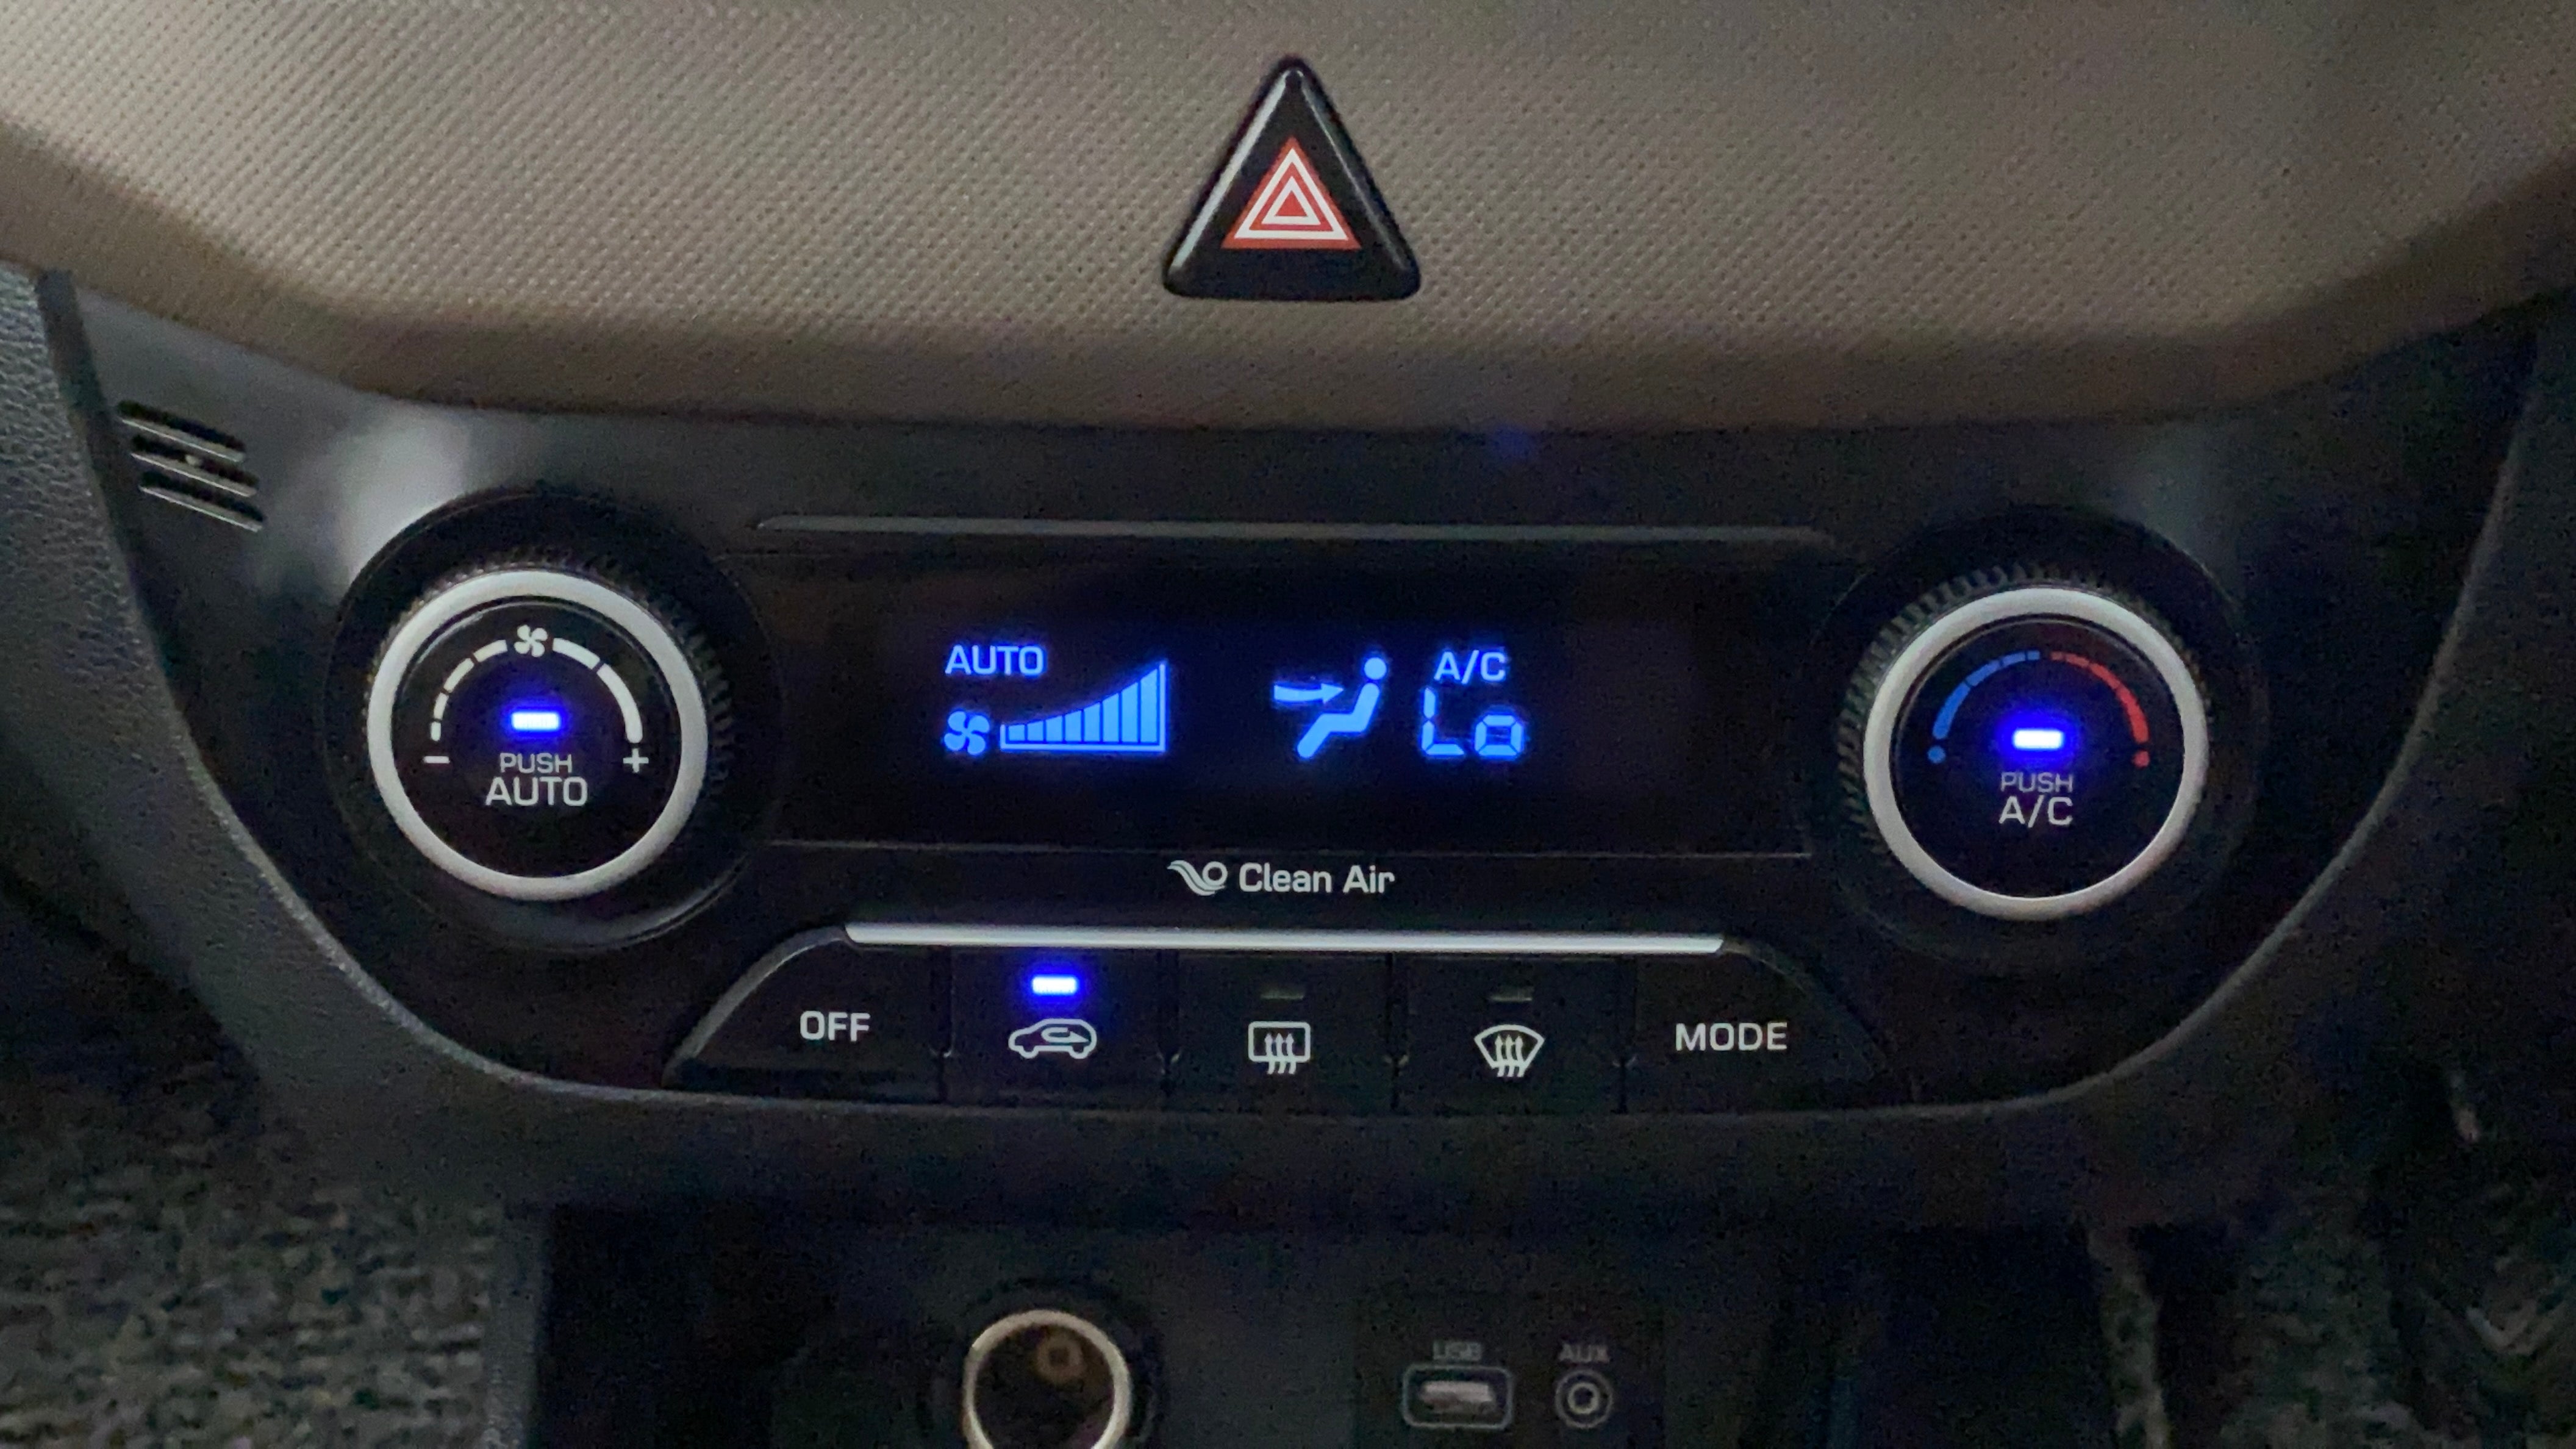 AUTO
A/C
Lo
PUSH
AUTO
PUSH
A/C
Clean Air
OFF
MODE
USB
AUX